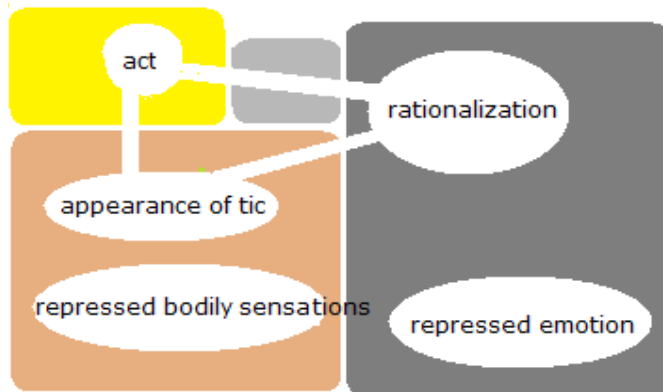 act
rationalization
appearance of tic
repressed bodily sensations
repressed emotion